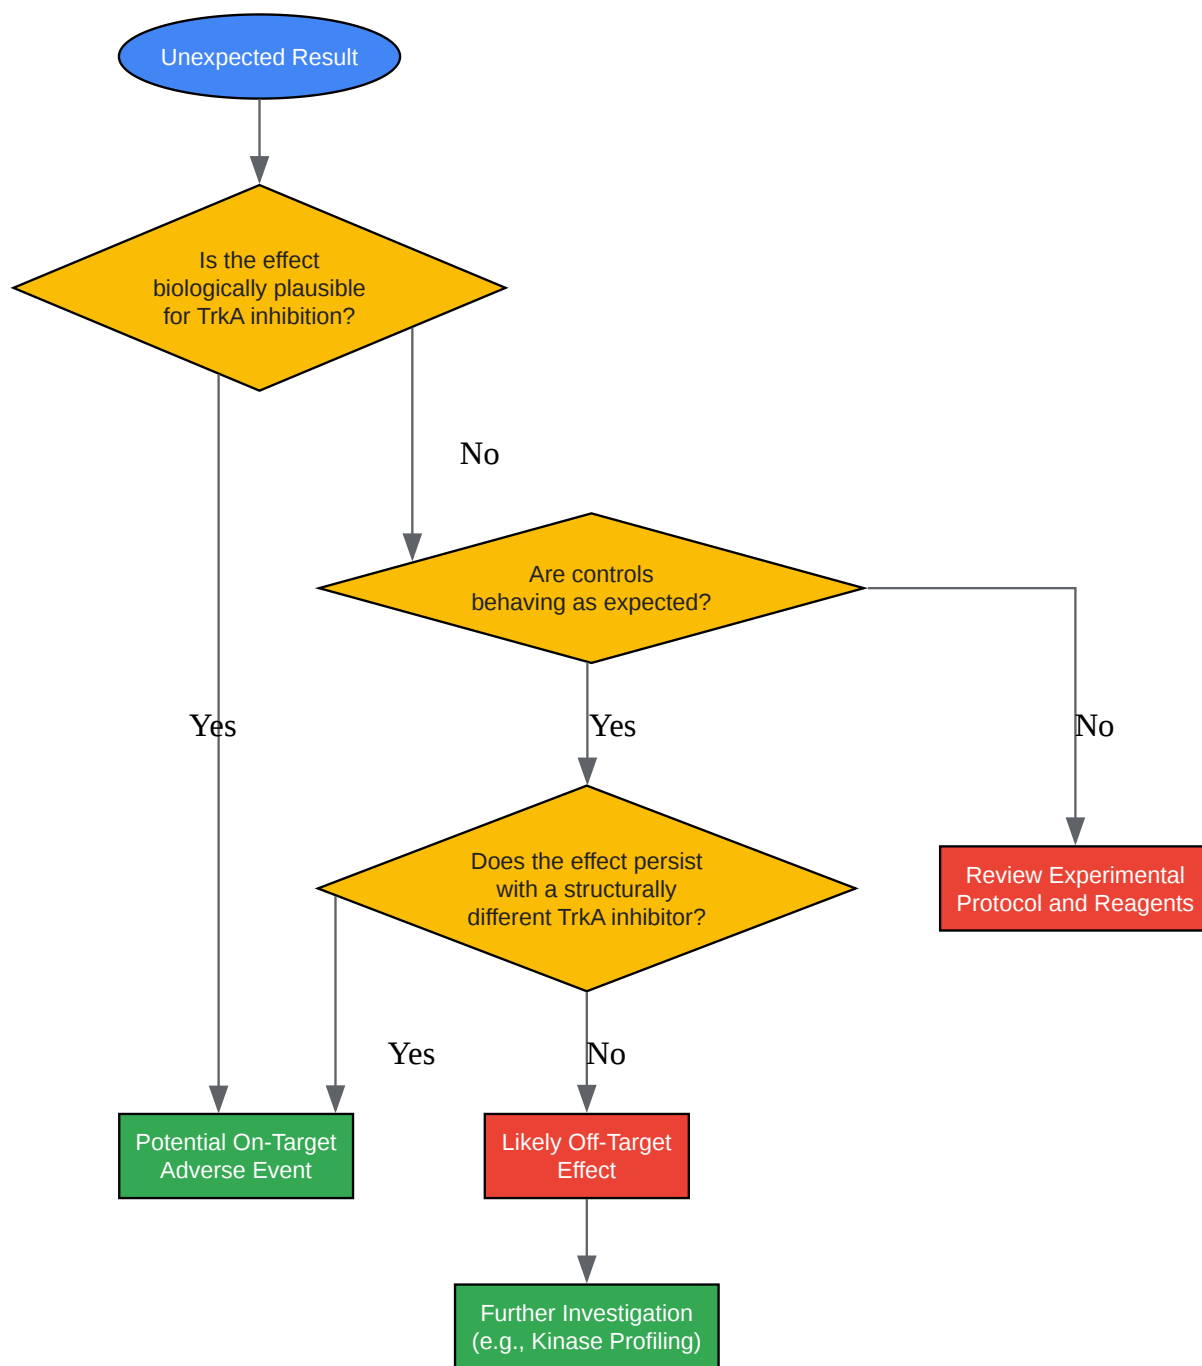 Unexpected Result
Is the effect
biologically plausible
for TrkA inhibition?
No
Are controls
behaving as expected?
Yes
Yes
No
Does the effect persist
with a structurally
different TrkA inhibitor?
Review Experimental
Protocol and Reagents
Yes
No
Potential On-Target
Adverse Event
Likely Off-Target
Effect
Further Investigation
(e.g., Kinase Profiling)